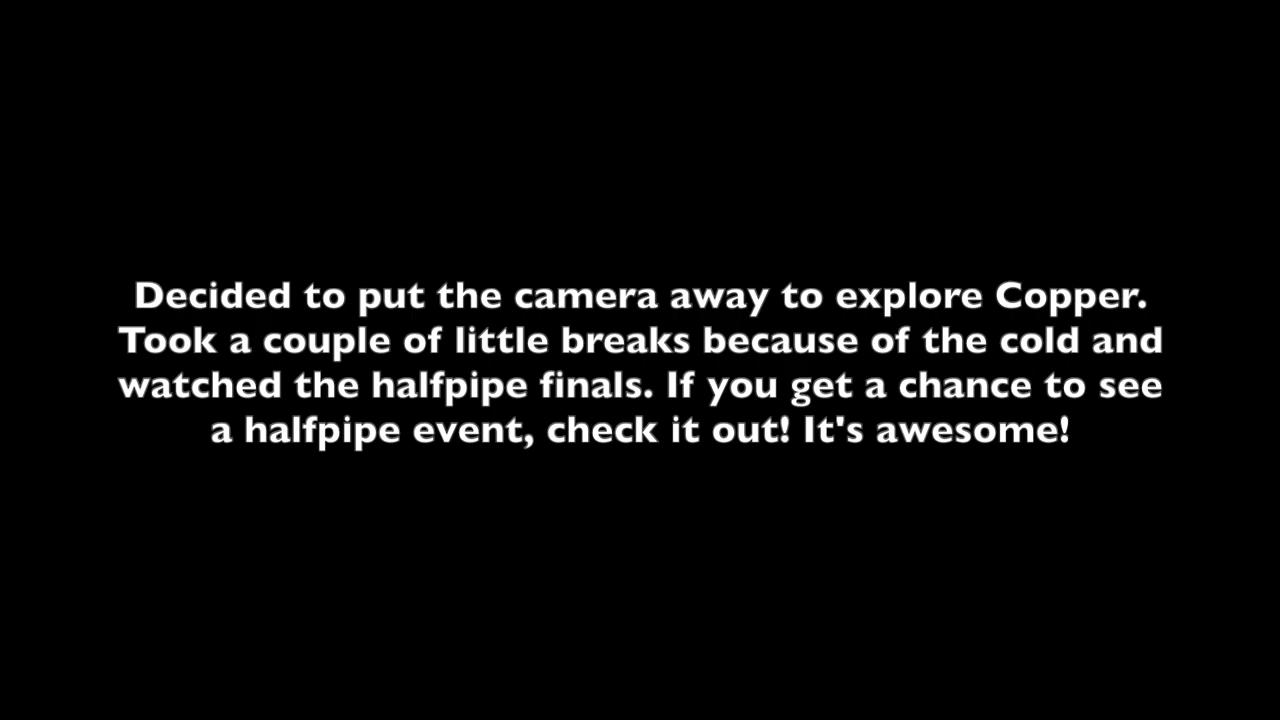 Decided to put the camera away to explore Copper.
Took a couple of little breaks because of the cold and
watched the halfpipe finals. If you get a chance to see
a halfpipe event, check it out! It's awesome!